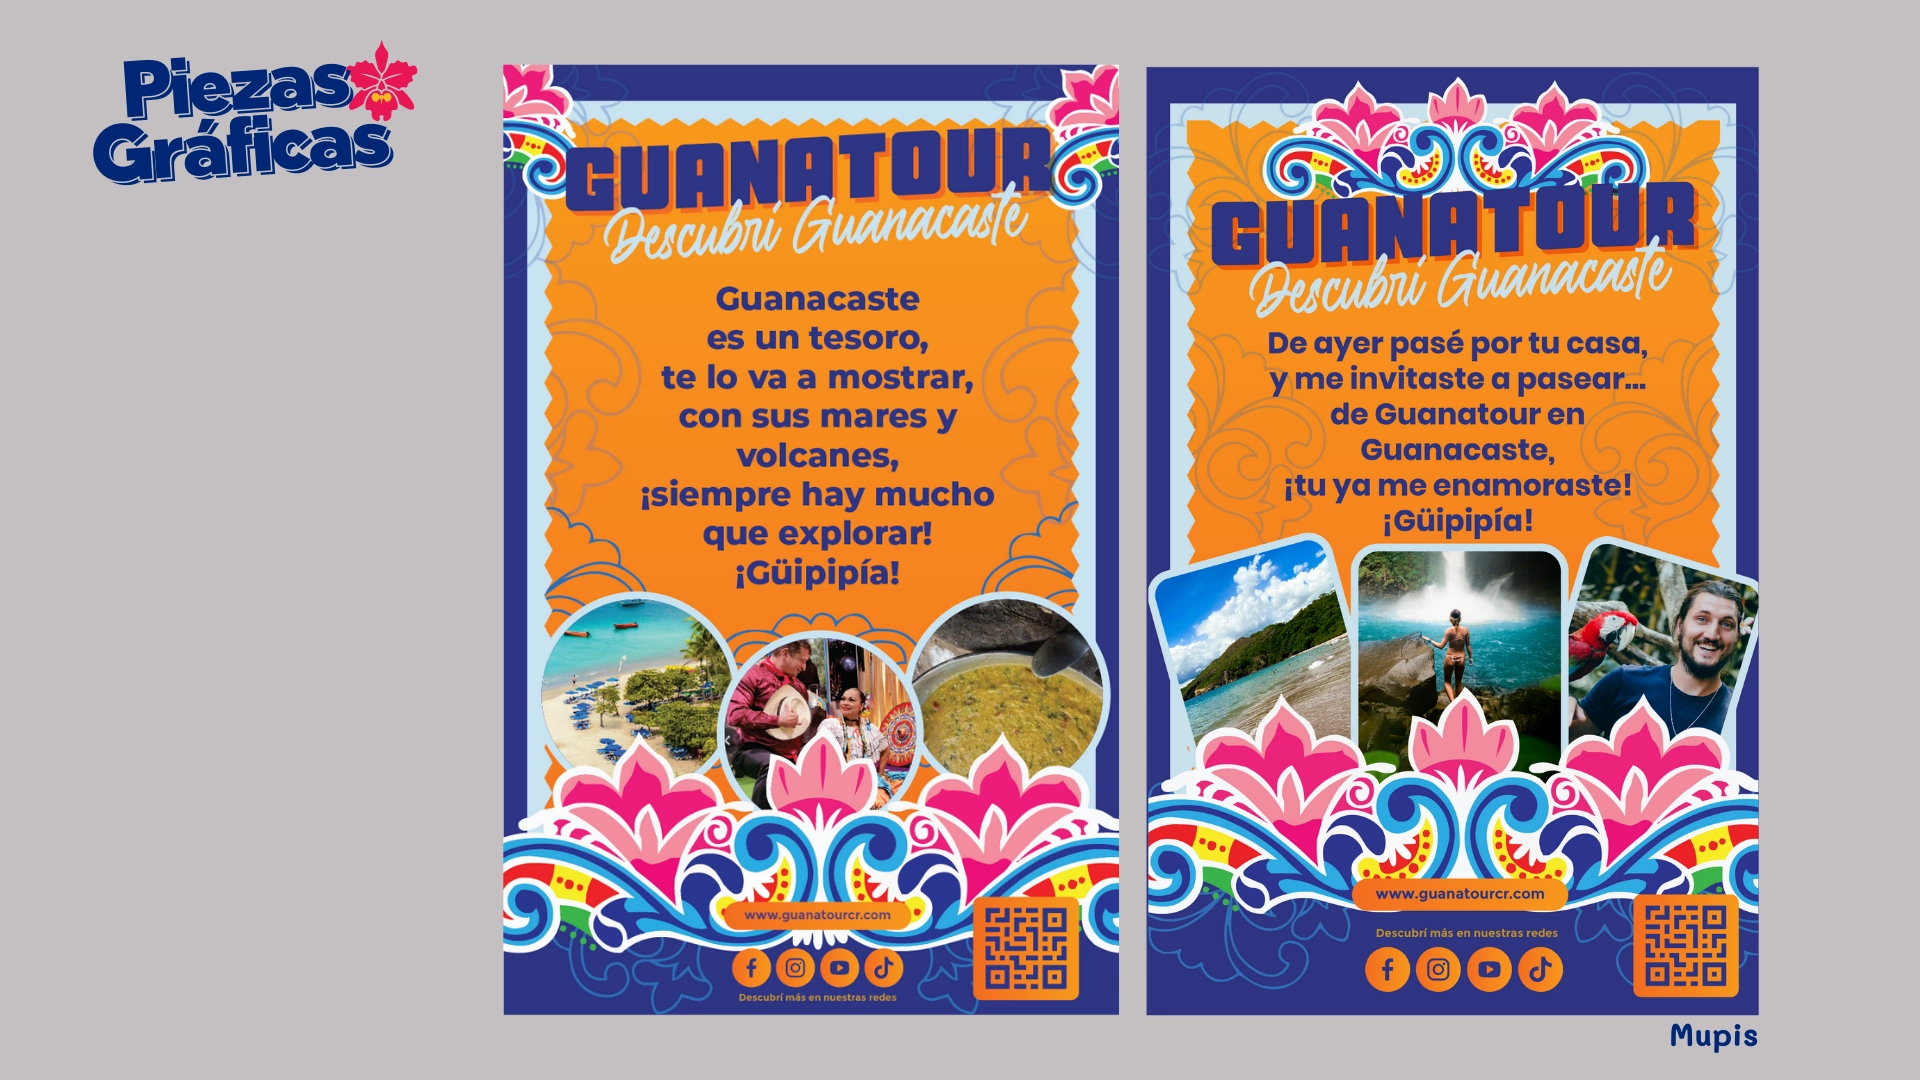 Piezas
Gráficas
GUANATOUR
Descubrí Guanacaste
Guanacaste
es un tesoro,
te lo va a mostrar,
con sus mares y
volcanes,
¡siempre hay mucho
que explorar!
¡Güipipía!
www.guanatourcr.com
Descubrí más en nuestras redes
GUANATOUR
Descubrí Guanacaste
De ayer pasé por tu casa,
y me invitaste a pasear...
de Guanatour en
Guanacaste,
¡tu ya me enamoraste!
¡Güipipía!
www.guanatourcr.com
Descubrí más en nuestras redes
Mupis